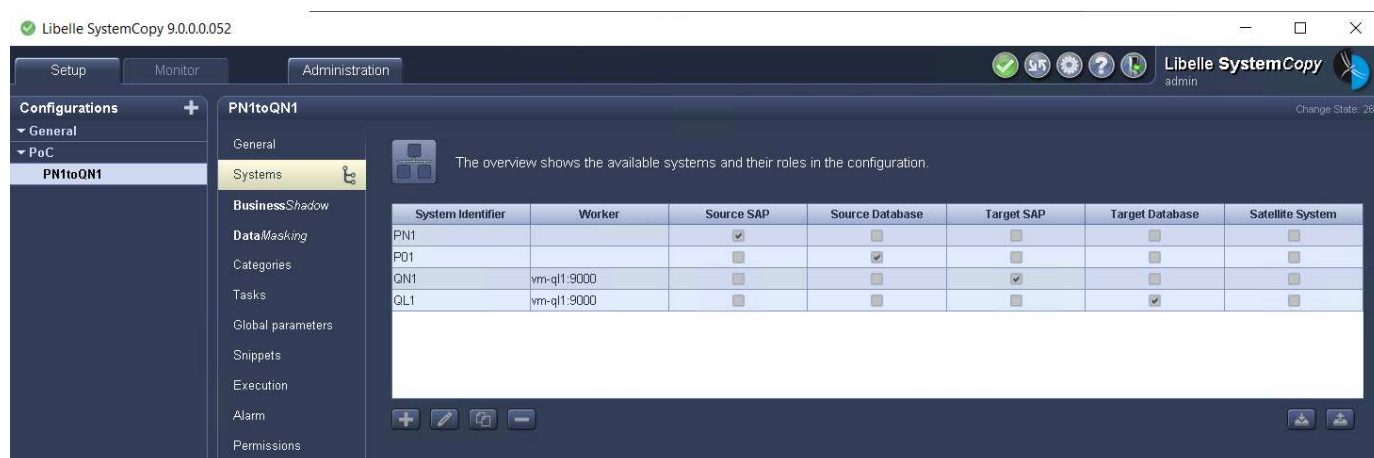 Libelle SystemCopy 9.0.0.0.052
Setup Monitor Administration Libelle SystemCopy
admin
Configurations + PN1toQN1 Change State: 26
General
PoC
PN1toQN1
General
Systems
BusinessShadow
DataMasking
Categories
Tasks
Global parameters
Snippets
Execution
Alarm
Permissions
The overview shows the available systems and their roles in the configuration.
System Identifier Worker Source SAP Source Database Target SAP Target Database Satellite System
PN1
P01
QN1 vm-ql1:9000
QL1 vm-ql1:9000